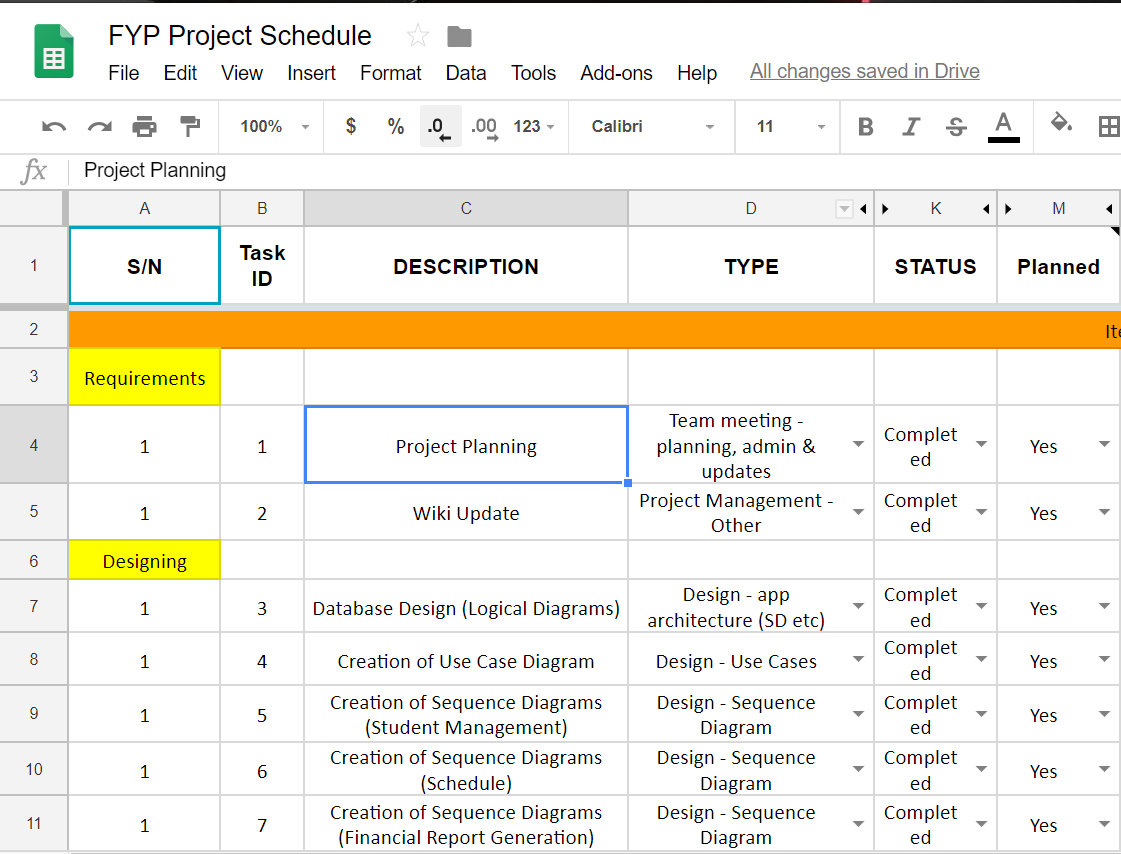 FYP Project Schedule
File Edit View Insert Format Data Tools Add-ons Help All changes saved in Drive
100% $ % .0 .00 123 Calibri 11 B I S A
fx Project Planning
A B C D K M
1 S/N Task ID DESCRIPTION TYPE STATUS Planned
2 Ite
3 Requirements
4 1 1 Project Planning Team meeting - planning, admin & updates Completed Yes
5 1 2 Wiki Update Project Management - Other Completed Yes
6 Designing
7 1 3 Database Design (Logical Diagrams) Design - app architecture (SD etc) Completed Yes
8 1 4 Creation of Use Case Diagram Design - Use Cases Completed Yes
9 1 5 Creation of Sequence Diagrams (Student Management) Design - Sequence Diagram Completed Yes
10 1 6 Creation of Sequence Diagrams (Schedule) Design - Sequence Diagram Completed Yes
11 1 7 Creation of Sequence Diagrams (Financial Report Generation) Design - Sequence Diagram Completed Yes